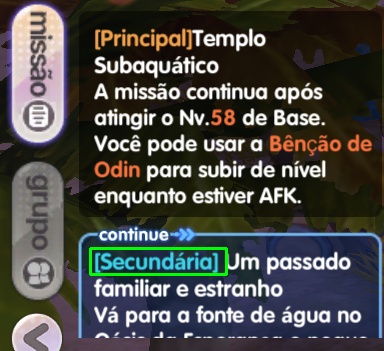 missão
grupo
[Principal]Templo
Subaquático
A missão continua após
atingir o Nv.58 de Base.
Você pode usar a Bênção de
Odin para subir de nível
enquanto estiver AFK.
continue
[Secundária] Um passado
familiar e estranho
Vá para a fonte de água no